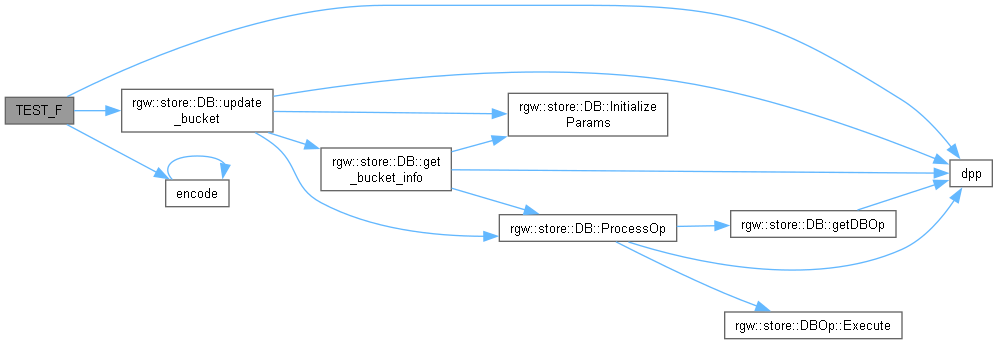 TEST_F
rgw::store::DB::update
_bucket
encode
rgw::store::DB::get
_bucket_info
rgw::store::DB::Initialize
Params
rgw::store::DB::ProcessOp
rgw::store::DB::getDBOp
rgw::store::DBOp::Execute
dpp